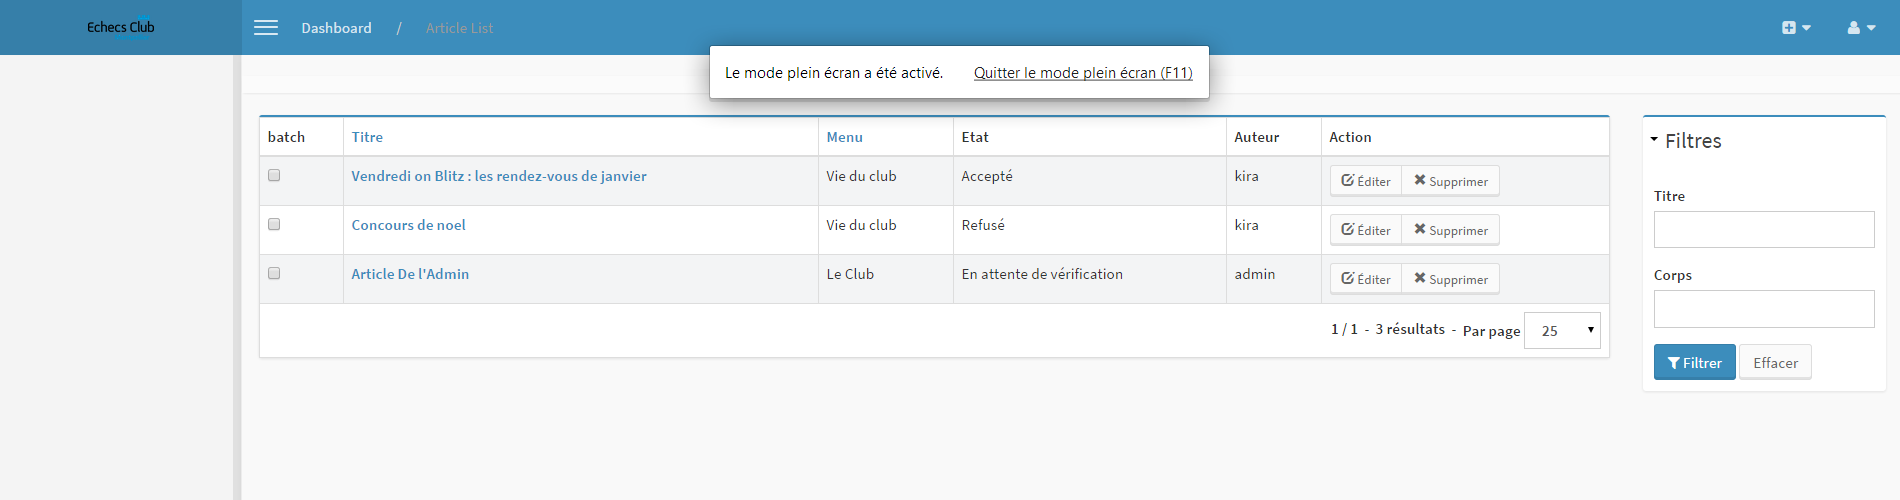 Echecs Club
Dashboard / Article List
Le mode plein écran a été activé. Quitter le mode plein écran (F11)
batch Titre Menu Etat Auteur Action
Vendredi on Blitz : les rendez-vous de janvier Vie du club Accepté kira Éditer Supprimer
Concours de noel Vie du club Refusé kira Éditer Supprimer
Article De l'Admin Le Club En attente de vérification admin Éditer Supprimer
1 / 1 - 3 résultats - Par page 25
Filtres
Titre
Corps
Filtrer Effacer